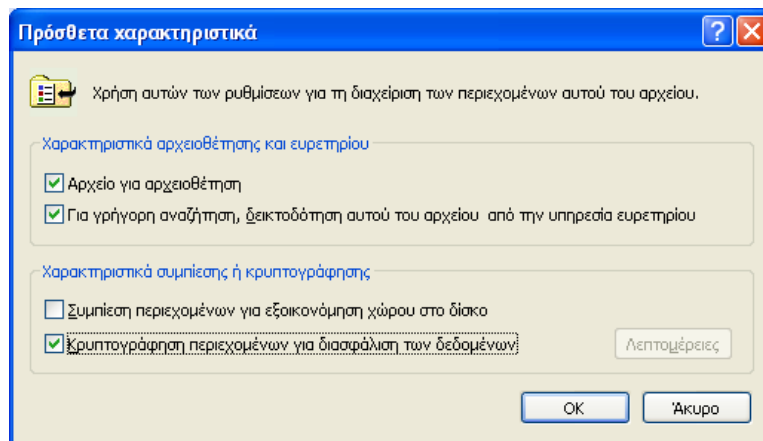 Πρόσθετα χαρακτηριστικά
Χρήση αυτών των ρυθμίσεων για τη διαχείριση των περιεχομένων αυτού του αρχείου.
Χαρακτηριστικά αρχειοθέτησης και ευρετηρίου
Αρχείο για αρχειοθέτηση
Για γρήγορη αναζήτηση, δεικτοδότηση αυτού του αρχείου από την υπηρεσία ευρετηρίου
Χαρακτηριστικά συμπίεσης ή κρυπτογράφησης
Συμπίεση περιεχομένων για εξοικονόμηση χώρου στο δίσκο
Κρυπτογράφηση περιεχομένων για διασφάλιση των δεδομένων
Λεπτομέρειες
OK
Άκυρο